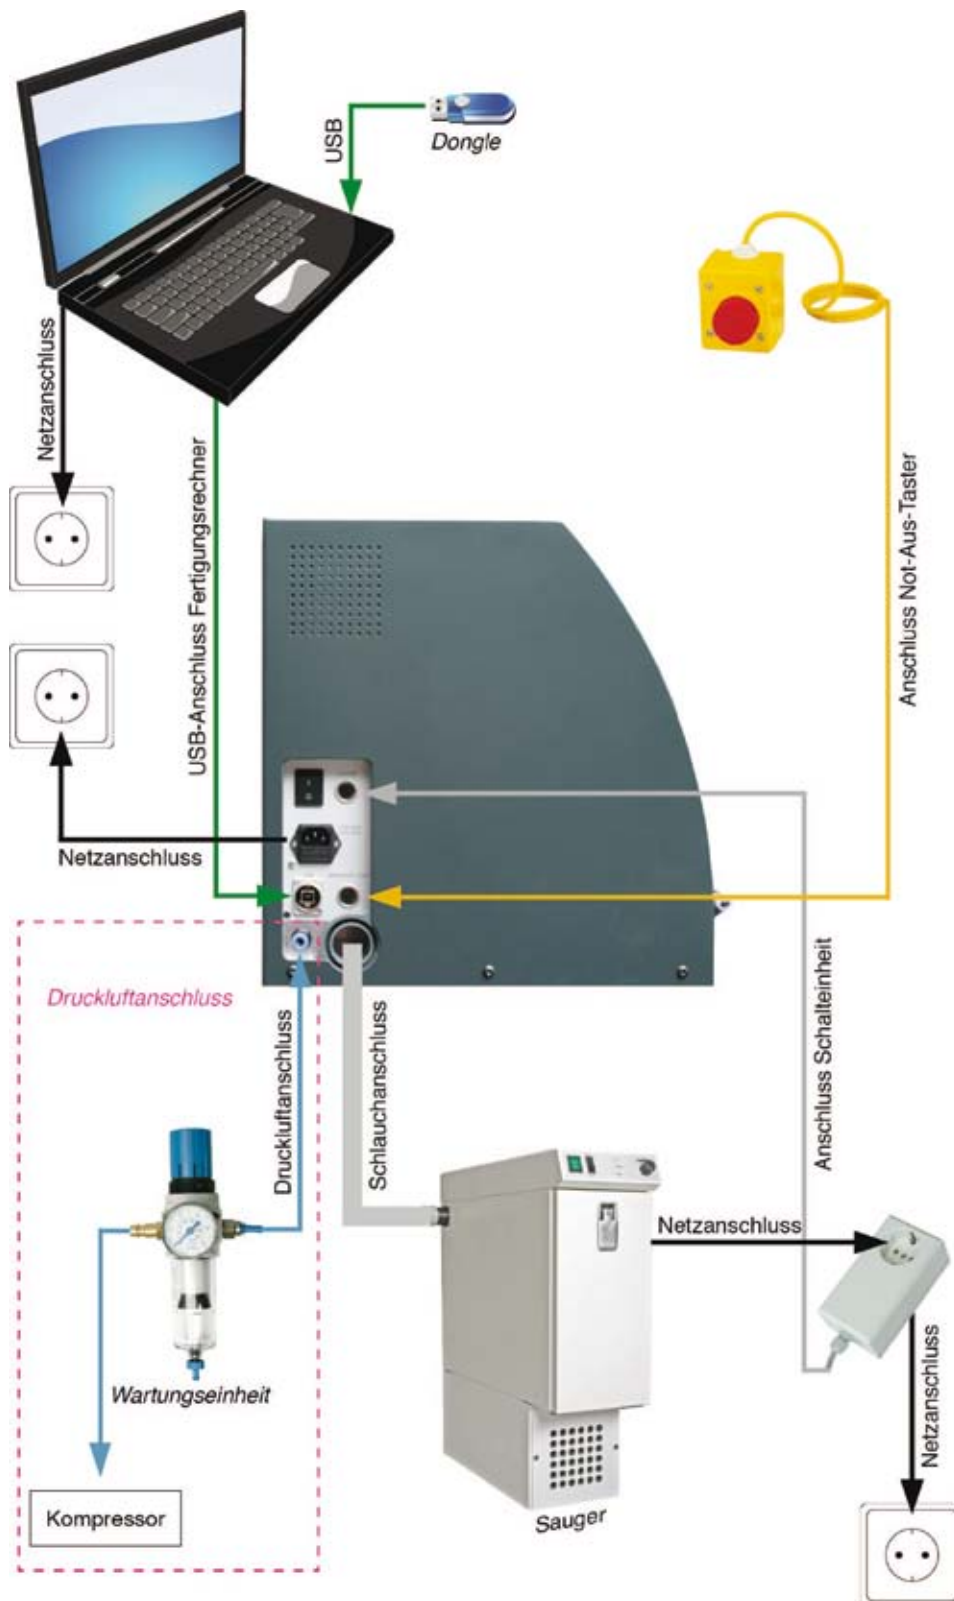 USB
Dongle
Netzanschluss
USB-Anschluss Fertigungsrechner
Anschluss Not-Aus-Taster
Netzanschluss
Druckluftanschluss
Druckluftanschluss
Schlauchanschluss
Anschluss Schalteinheit
Netzanschluss
Wartungseinheit
Netzanschluss
Kompressor
Sauger